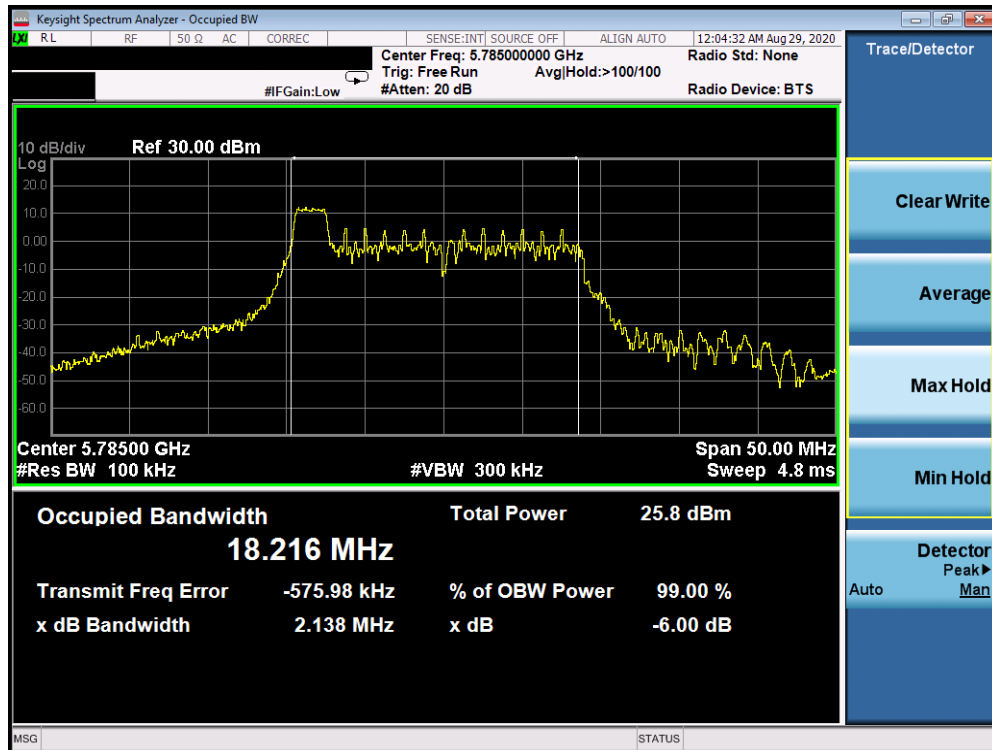 Keysight Spectrum Analyzer - Occupied BW
LXI RL RF 50 Ω AC CORREC SENSE:INT SOURCE OFF ALIGN AUTO 12:04:32 AM Aug 29, 2020
Center Freq: 5.785000000 GHz Radio Std: None
Trig: Free Run Avg|Hold:>100/100
#IFGain:Low #Atten: 20 dB Radio Device: BTS
10 dB/div Ref 30.00 dBm
Log
20.0
10.0
0.00
-10.0
-20.0
-30.0
-40.0
-50.0
-60.0
Center 5.78500 GHz Span 50.00 MHz
#Res BW 100 kHz #VBW 300 kHz Sweep 4.8 ms
Occupied Bandwidth Total Power 25.8 dBm
18.216 MHz
Transmit Freq Error -575.98 kHz % of OBW Power 99.00 %
x dB Bandwidth 2.138 MHz x dB -6.00 dB
Trace/Detector
Clear Write
Average
Max Hold
Min Hold
Detector
Peak▶
Auto Man
MSG STATUS